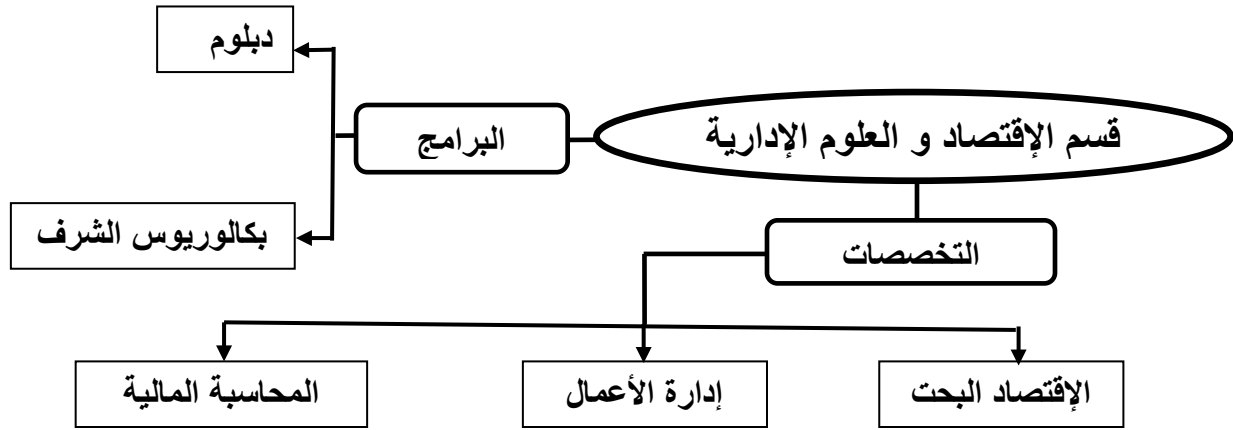 دبلوم
قسم الإقتصاد و العلوم الإدارية
البرامج
بكالوريوس الشرف
التخصصات
الإقتصاد البحت
إدارة الأعمال
المحاسبة المالية